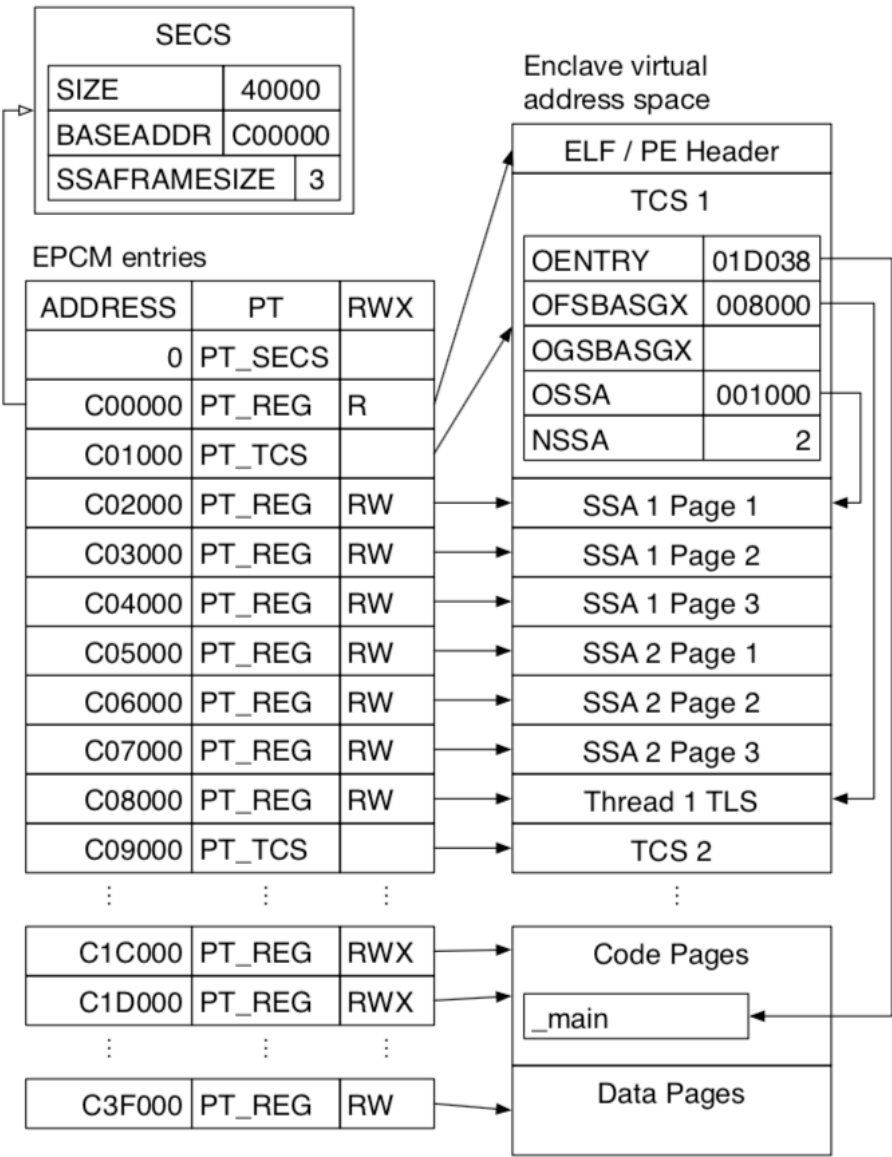 SECS
SIZE 40000
BASEADDR C00000
SSAFRAMESIZE 3
Enclave virtual
address space
ELF / PE Header
TCS 1
OENTRY 01D038
OFSBASGX 008000
OGSBASGX
OSSA 001000
NSSA 2
EPCM entries
ADDRESS PT RWX
0 PT_SECS
C00000 PT_REG R
C01000 PT_TCS
C02000 PT_REG RW SSA 1 Page 1
C03000 PT_REG RW SSA 1 Page 2
C04000 PT_REG RW SSA 1 Page 3
C05000 PT_REG RW SSA 2 Page 1
C06000 PT_REG RW SSA 2 Page 2
C07000 PT_REG RW SSA 2 Page 3
C08000 PT_REG RW Thread 1 TLS
C09000 PT_TCS TCS 2
⋮ ⋮ ⋮ ⋮
C1C000 PT_REG RWX Code Pages
C1D000 PT_REG RWX
_main
⋮ ⋮ ⋮
C3F000 PT_REG RW Data Pages